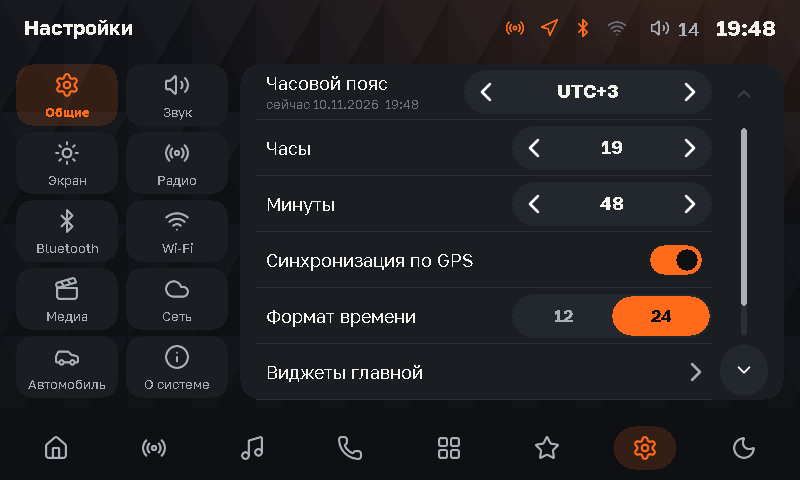 Настройки
14 19:48
Общие
Звук
Экран
Радио
Bluetooth
Wi-Fi
Медиа
Сеть
Автомобиль
О системе
Часовой пояс
сейчас 10.11.2026 19:48
UTC+3
Часы
19
Минуты
48
Синхронизация по GPS
Формат времени
12
24
Виджеты главной